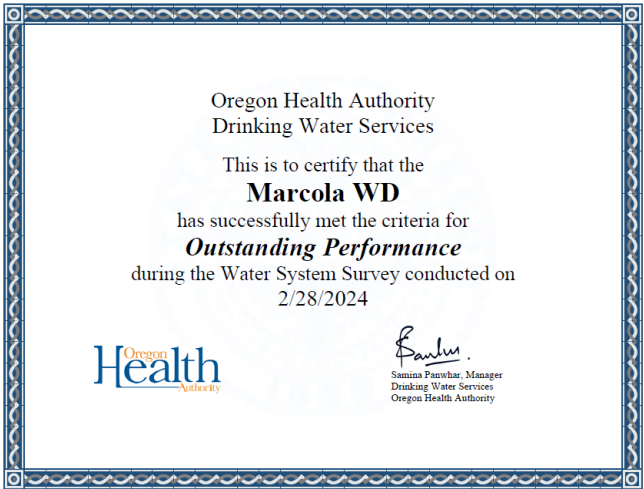 Oregon Health Authority
Drinking Water Services
This is to certify that the
Marcola WD
has successfully met the criteria for
Outstanding Performance
during the Water System Survey conducted on
2/28/2024
Oregon
Health
Authority
Samina Panwhar, Manager
Drinking Water Services
Oregon Health Authority